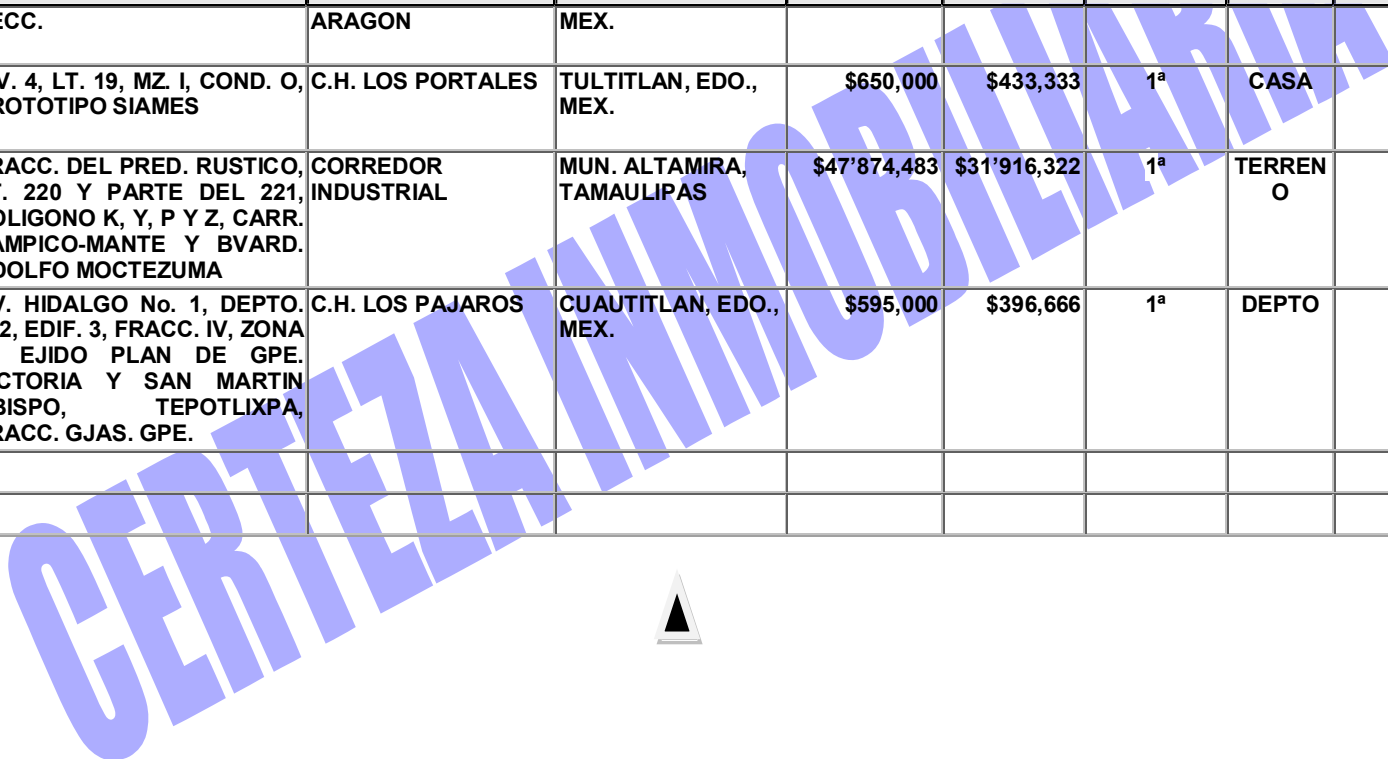 ECC. ARAGON MEX.
V. 4, LT. 19, MZ. I, COND. O, C.H. LOS PORTALES TULTITLAN, EDO., $650,000 $433,333 1ª CASA
ROTOTIPO SIAMES MEX.
RACC. DEL PRED. RUSTICO, CORREDOR MUN. ALTAMIRA, $47’874,483 $31’916,322 1ª TERREN
T. 220 Y PARTE DEL 221, INDUSTRIAL TAMAULIPAS O
OLIGONO K, Y, P Y Z, CARR.
AMPICO-MANTE Y BVARD.
DOLFO MOCTEZUMA
V. HIDALGO No. 1, DEPTO. C.H. LOS PAJAROS CUAUTITLAN, EDO., $595,000 $396,666 1ª DEPTO
2, EDIF. 3, FRACC. IV, ZONA MEX.
EJIDO PLAN DE GPE.
CTORIA Y SAN MARTIN
BISPO, TEPOTLIXPA,
RACC. GJAS. GPE.
CERTEZA INMOBILIARIA